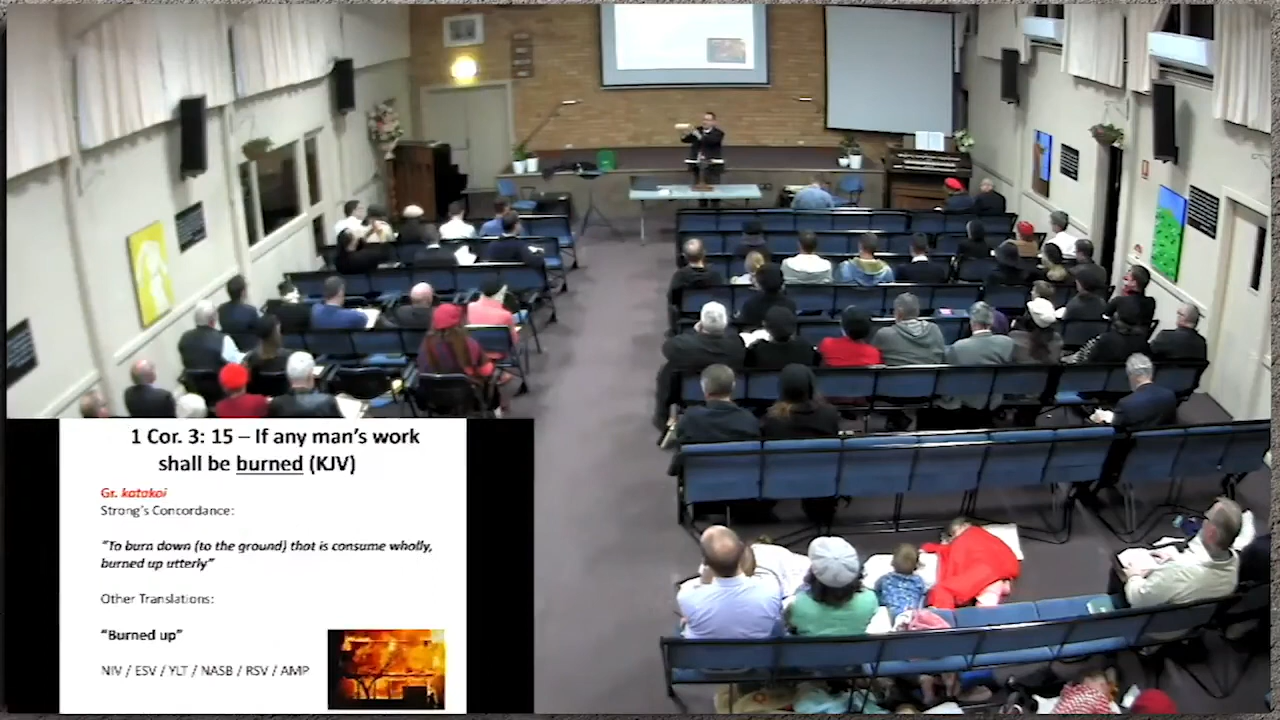 1 Cor. 3: 15 – If any man's work
shall be burned (KJV)
Gr. katakai
Strong's Concordance:
"To burn down (to the ground) that is consume wholly,
burned up utterly"
Other Translations:
"Burned up"
NIV / ESV / YLT / NASB / RSV / AMP